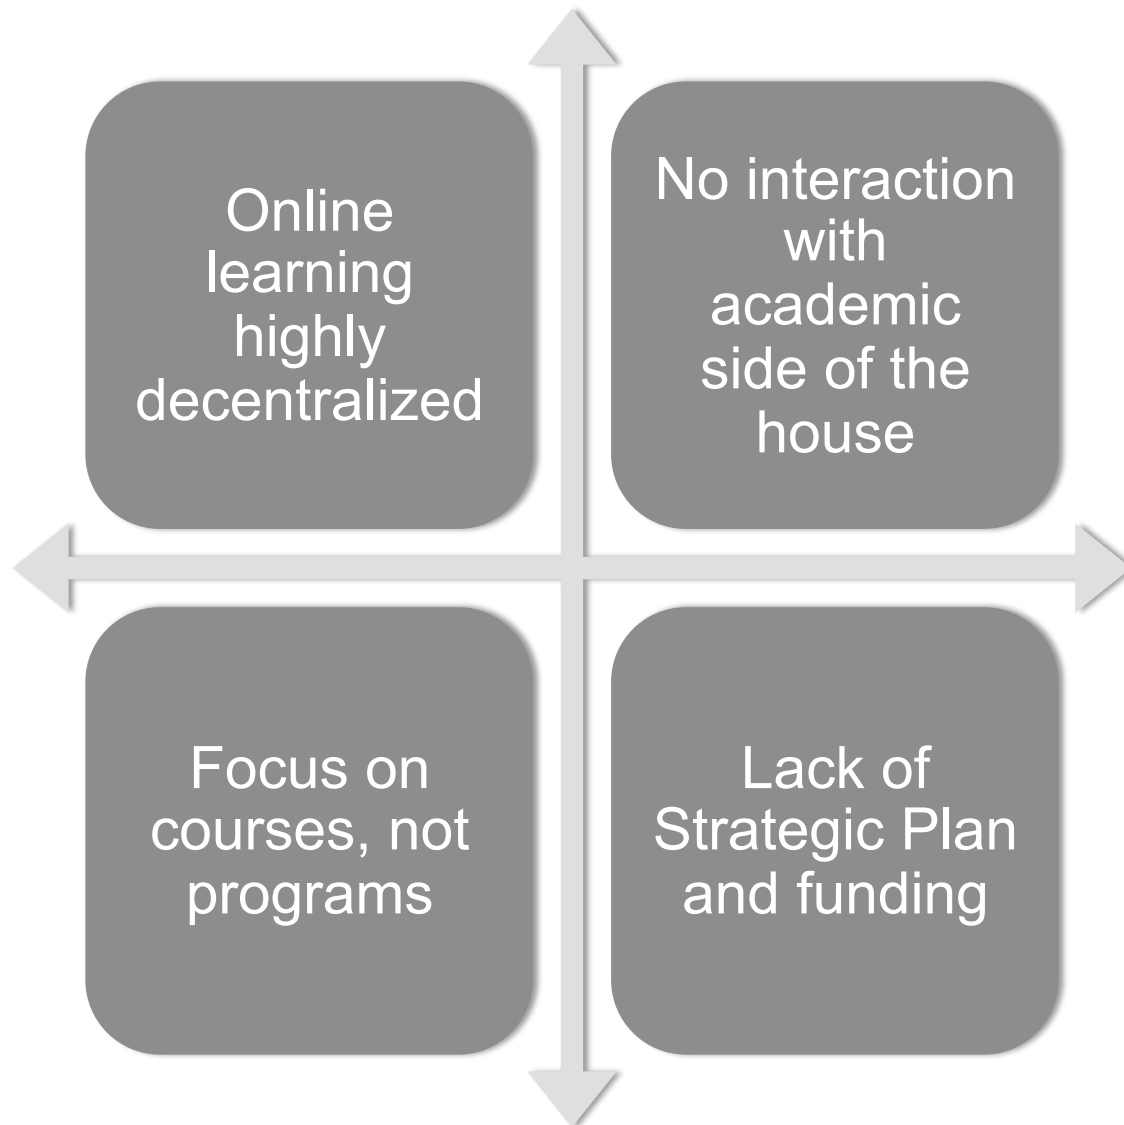 Online
learning
highly
decentralized
No interaction
with
academic
side of the
house
Focus on
courses, not
programs
Lack of
Strategic Plan
and funding